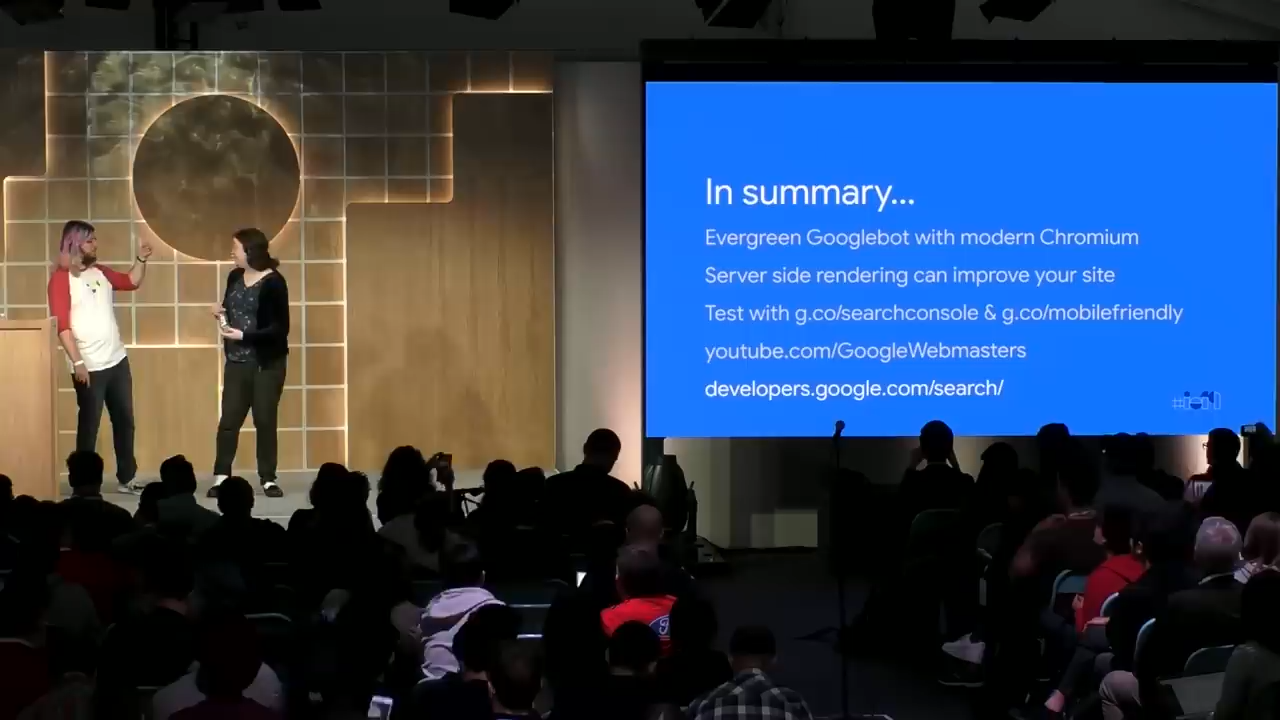 In summary...
Evergreen Googlebot with modern Chromium
Server side rendering can improve your site
Test with g.co/searchconsole & g.co/mobilefriendly
youtube.com/GoogleWebmasters
developers.google.com/search/
#io19